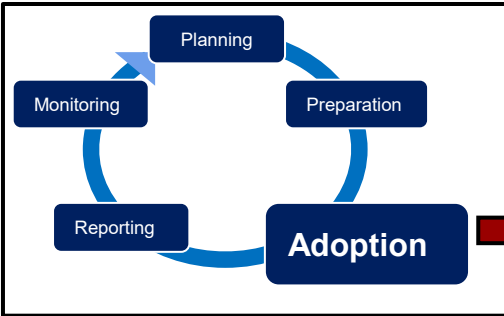 Planning
Monitoring
Preparation
Reporting
Adoption